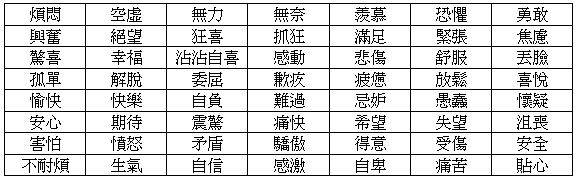 煩悶 空虛 無力 無奈 羨慕 恐懼 勇敢
興奮 絕望 狂喜 抓狂 滿足 緊張 焦慮
驚喜 幸福 沾沾自喜 感動 悲傷 舒服 丟臉
孤單 解脫 委屈 歉疚 疲憊 放鬆 喜悅
愉快 快樂 自負 難過 忌妒 愚蠢 懷疑
安心 期待 震驚 痛快 希望 失望 沮喪
害怕 憤怒 矛盾 驕傲 得意 受傷 安全
不耐煩 生氣 自信 感激 自卑 痛苦 貼心